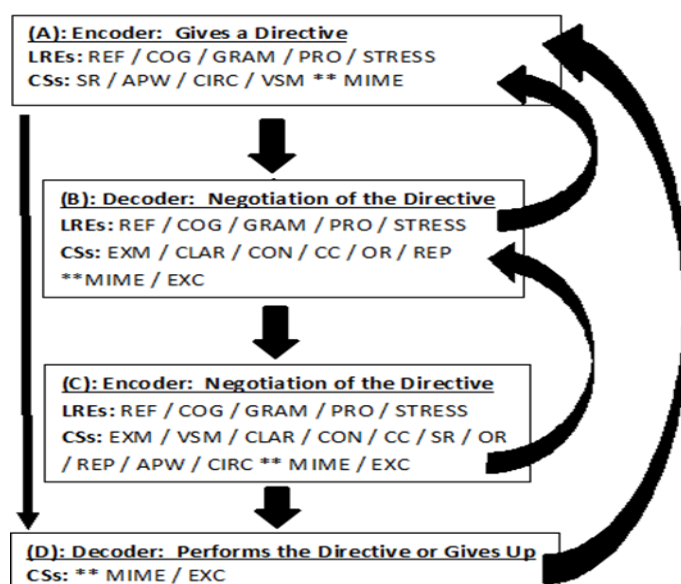 (A): Encoder: Gives a Directive
LREs: REF / COG / GRAM / PRO / STRESS
CSs: SR / APW / CIRC / VSM ** MIME
(B): Decoder: Negotiation of the Directive
LREs: REF / COG / GRAM / PRO / STRESS
CSs: EXM / CLAR / CON / CC / OR / REP
**MIME / EXC
(C): Encoder: Negotiation of the Directive
LREs: REF / COG / GRAM / PRO / STRESS
CSs: EXM / VSM / CLAR / CON / CC / SR / OR
/ REP / APW / CIRC ** MIME / EXC
(D): Decoder: Performs the Directive or Gives Up
CSs: ** MIME / EXC